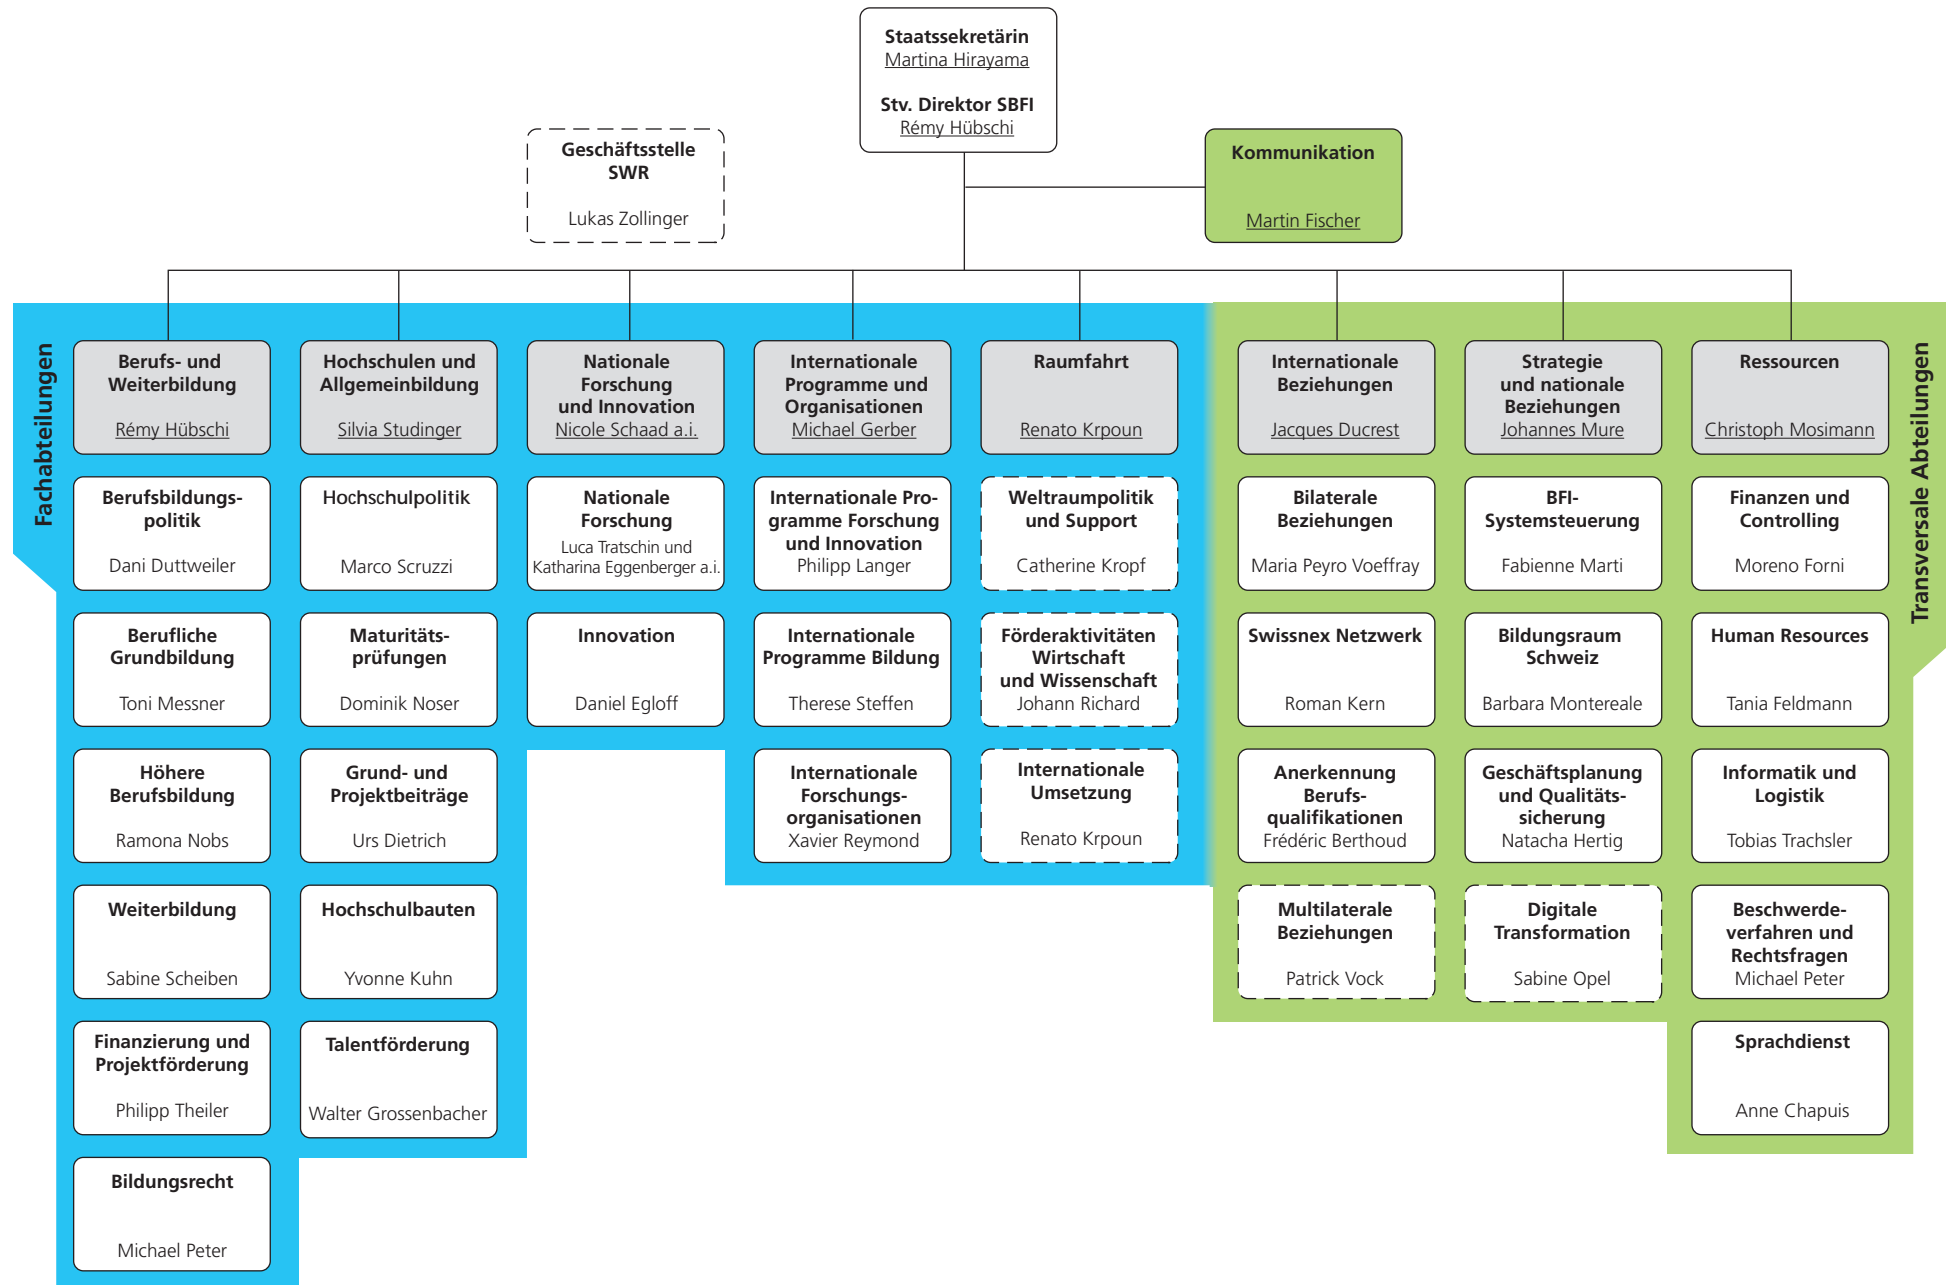 Staatssekretärin
Martina Hirayama
Stv. Direktor SBFI
Rémy Hübschi
Geschäftsstelle
SWR
Lukas Zollinger
Kommunikation
Martin Fischer
Fachabteilungen
Berufs- und
Weiterbildung
Rémy Hübschi
Berufsbildungs-
politik
Dani Duttweiler
Berufliche
Grundbildung
Toni Messner
Höhere
Berufsbildung
Ramona Nobs
Weiterbildung
Sabine Scheiben
Finanzierung und
Projektförderung
Philipp Theiler
Bildungsrecht
Michael Peter
Hochschulen und
Allgemeinbildung
Silvia Studinger
Hochschulpolitik
Marco Scruzzi
Maturitäts-
prüfungen
Dominik Noser
Grund- und
Projektbeiträge
Urs Dietrich
Hochschulbauten
Yvonne Kuhn
Talentförderung
Walter Grossenbacher
Nationale
Forschung
und Innovation
Nicole Schaad a.i.
Nationale
Forschung
Luca Tratschin und
Katharina Eggenberger a.i.
Innovation
Daniel Egloff
Internationale
Programme und
Organisationen
Michael Gerber
Internationale Pro-
gramme Forschung
und Innovation
Philipp Langer
Internationale
Programme Bildung
Therese Steffen
Internationale
Forschungs-
organisationen
Xavier Reymond
Raumfahrt
Renato Krpoun
Weltraumpolitik
und Support
Catherine Kropf
Förderaktivitäten
Wirtschaft
und Wissenschaft
Johann Richard
Internationale
Umsetzung
Renato Krpoun
Internationale
Beziehungen
Jacques Ducrest
Bilaterale
Beziehungen
Maria Peyro Voeffray
Swissnex Netzwerk
Roman Kern
Anerkennung
Berufs-
qualifikationen
Frédéric Berthoud
Multilaterale
Beziehungen
Patrick Vock
Strategie
und nationale
Beziehungen
Johannes Mure
BFI-
Systemsteuerung
Fabienne Marti
Bildungsraum
Schweiz
Barbara Montereale
Geschäftsplanung
und Qualitäts-
sicherung
Natacha Hertig
Digitale
Transformation
Sabine Opel
Ressourcen
Christoph Mosimann
Finanzen und
Controlling
Moreno Forni
Human Resources
Tania Feldmann
Informatik und
Logistik
Tobias Trachsler
Beschwerde-
verfahren und
Rechtsfragen
Michael Peter
Sprachdienst
Anne Chapuis
Transversale Abteilungen